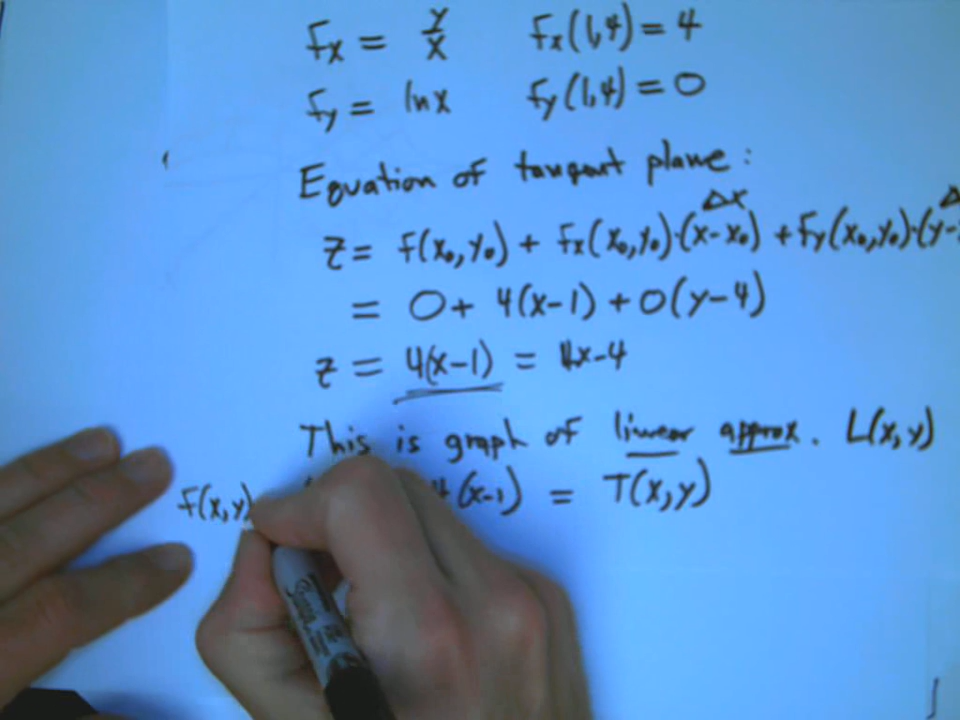 fx = y/x fx(1,4) = 4
fy = ln x fy(1,4) = 0
Equation of tangent plane:
Δx Δ
z = f(x₀,y₀) + fx(x₀,y₀)·(x-x₀) + fy(x₀,y₀)·(y-
= 0 + 4(x-1) + 0(y-4)
z = 4(x-1) = 4x-4
This is graph of linear approx. L(x,y)
f(x,y) 4(x-1) = T(x,y)